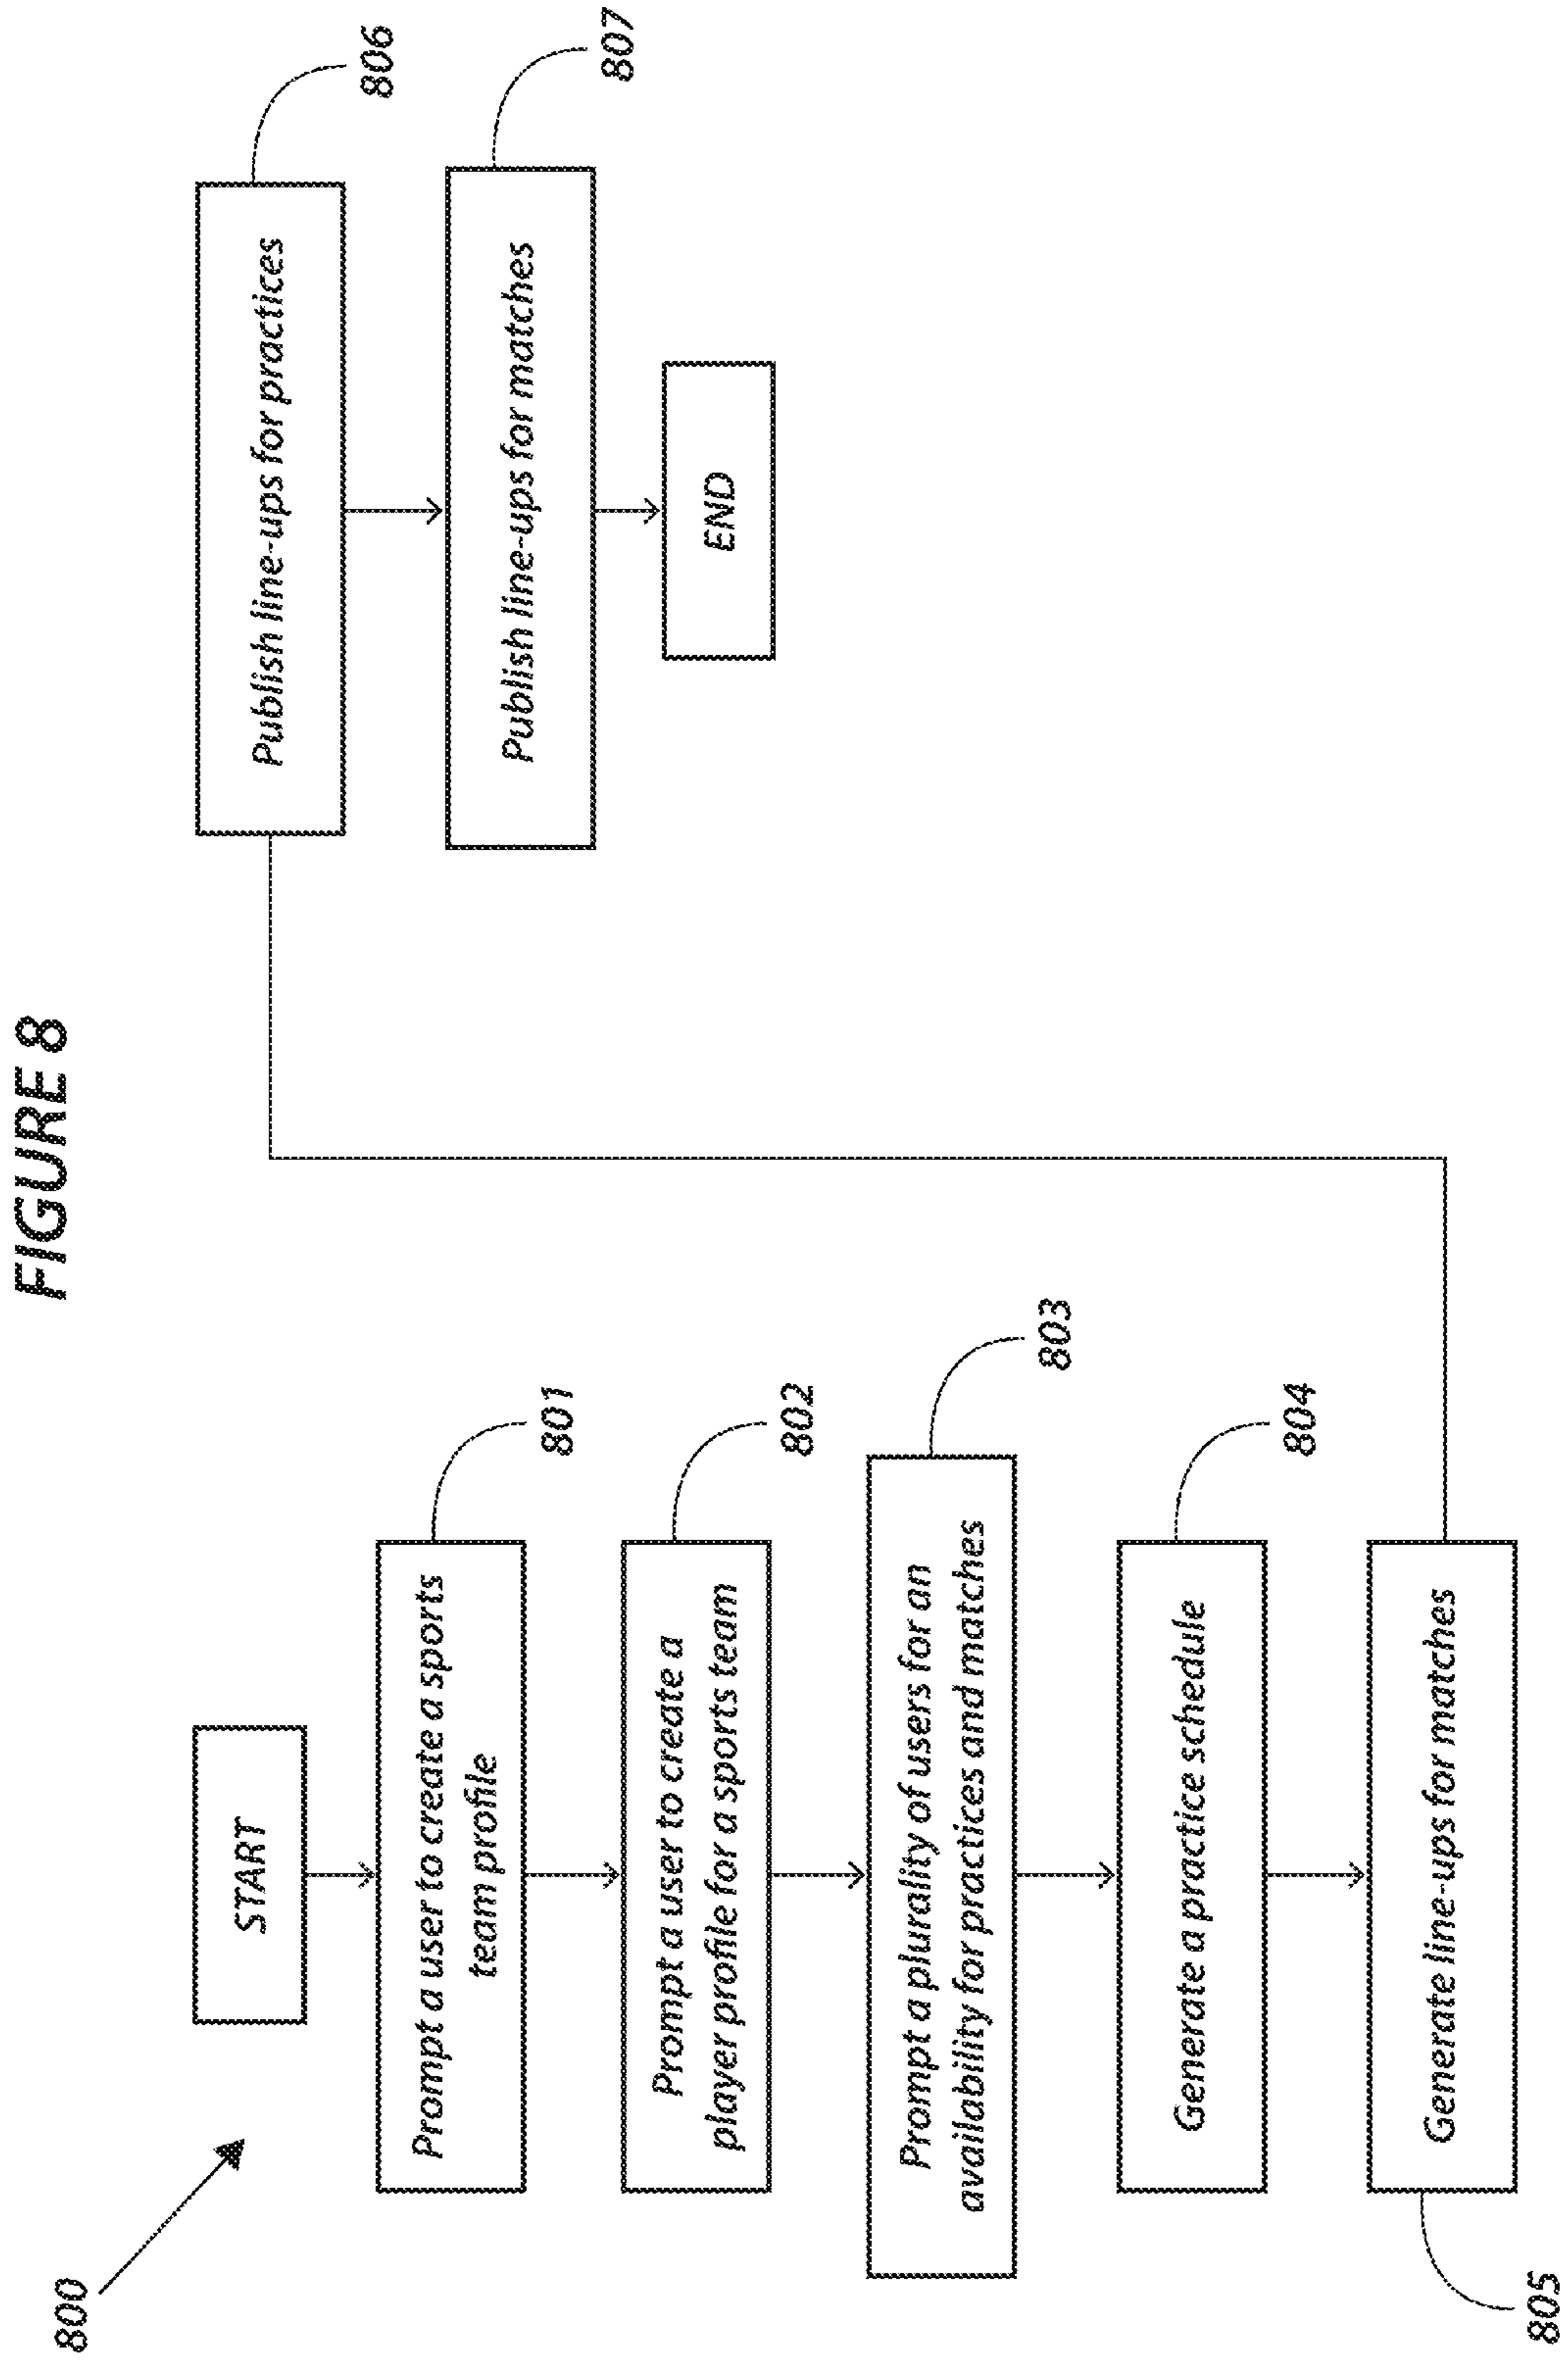 FIGURE 8
800
START
Prompt a user to create a sports
team profile
801
Prompt a user to create a
player profile for a sports team
802
Prompt a plurality of users for an
availability for practices and matches
803
Generate a practice schedule
804
Generate line-ups for matches
805
Publish line-ups for practices
806
Publish line-ups for matches
807
END